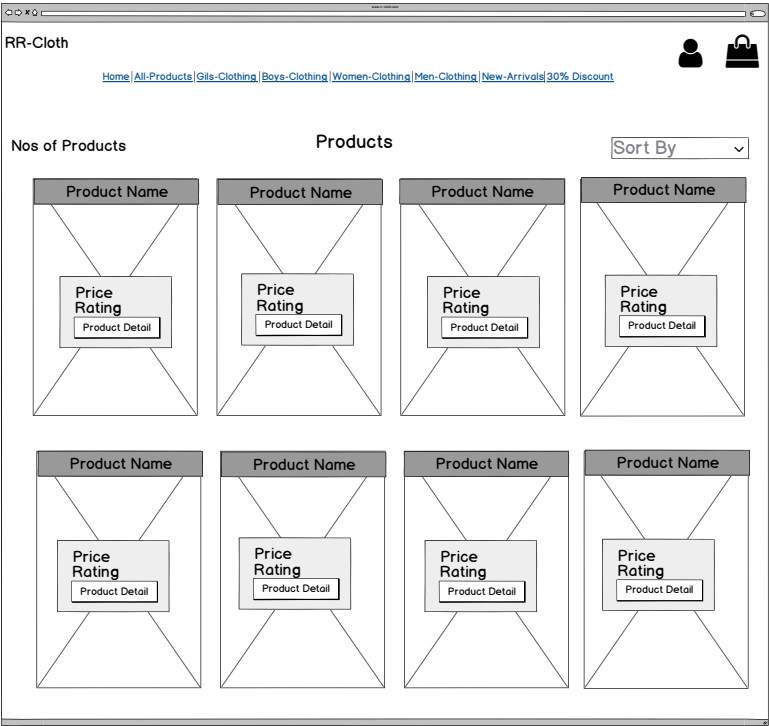 RR-Cloth
Home| All-Products| Gils-Clothing| Boys-Clothing| Women-Clothing| Men-Clothing| New-Arrivals| 30% Discount
Nos of Products
Products
Sort By
Product Name
Product Name
Product Name
Product Name
Price
Rating
Product Detail
Price
Rating
Product Detail
Price
Rating
Product Detail
Price
Rating
Product Detail
Product Name
Product Name
Product Name
Product Name
Price
Rating
Product Detail
Price
Rating
Product Detail
Price
Rating
Product Detail
Price
Rating
Product Detail